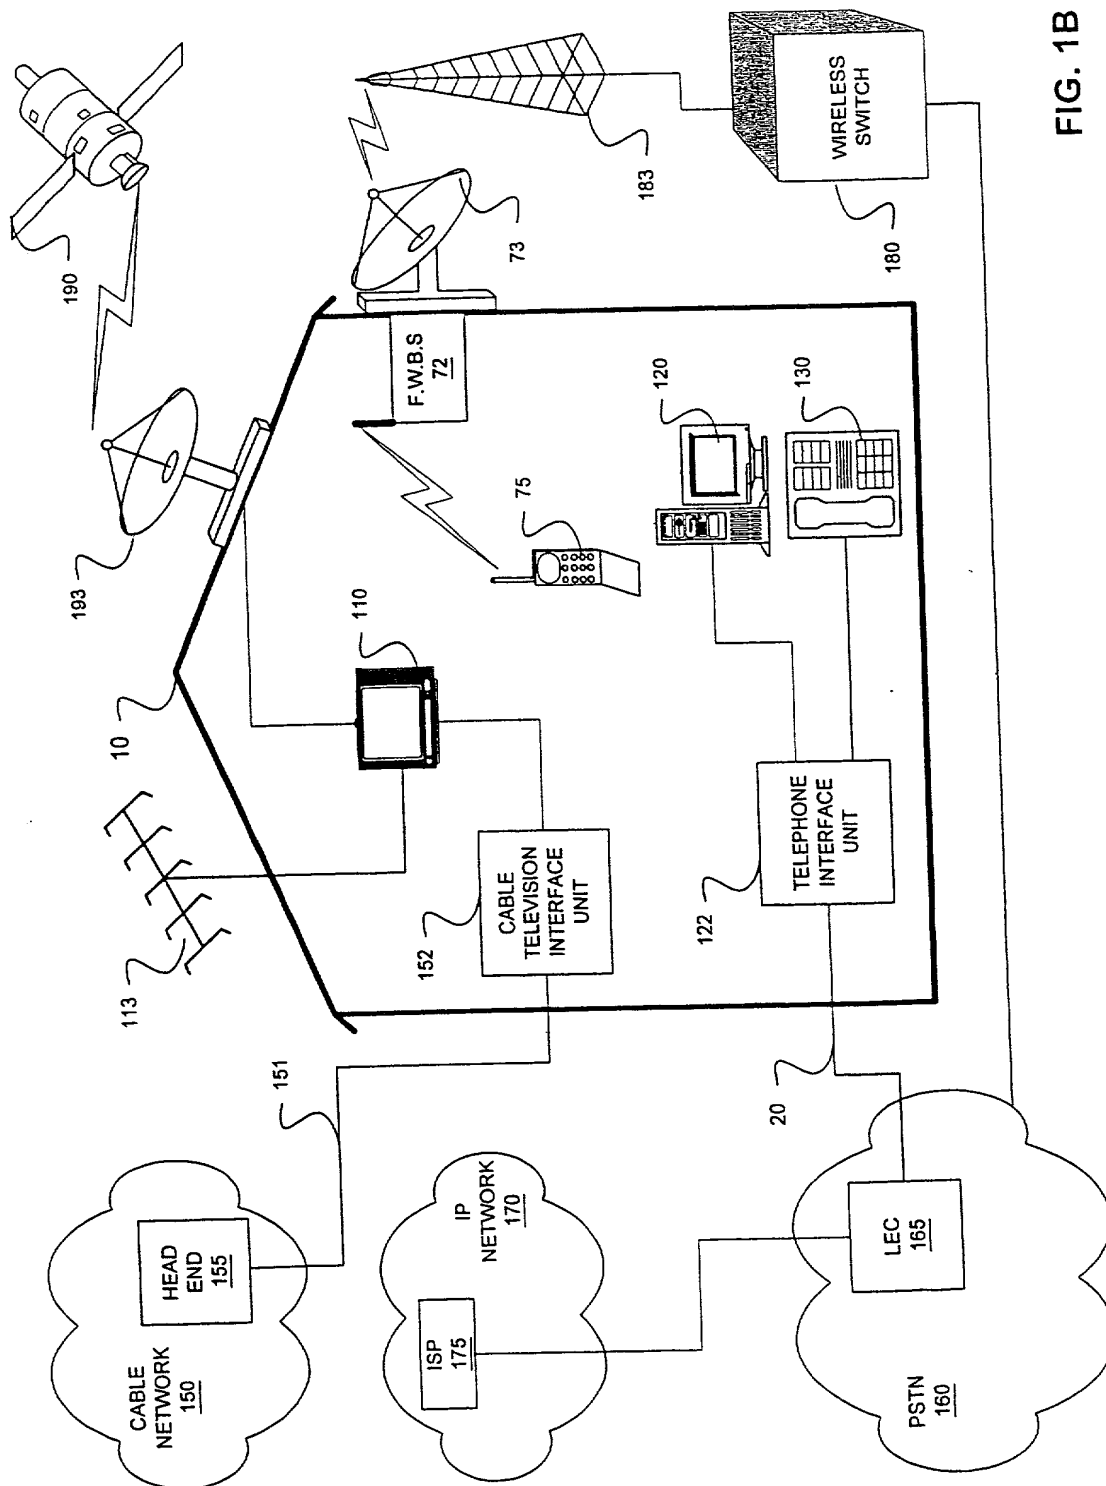 CABLE
NETWORK
150
HEAD
END
155
151
113
10
193
190
ISP
175
IP
NETWORK
170
152
CABLE
TELEVISION
INTERFACE
UNIT
110
75
F.W.B.S
72
73
183
PSTN
160
LEC
165
20
122
TELEPHONE
INTERFACE
UNIT
120
130
180
WIRELESS
SWITCH
FIG. 1B